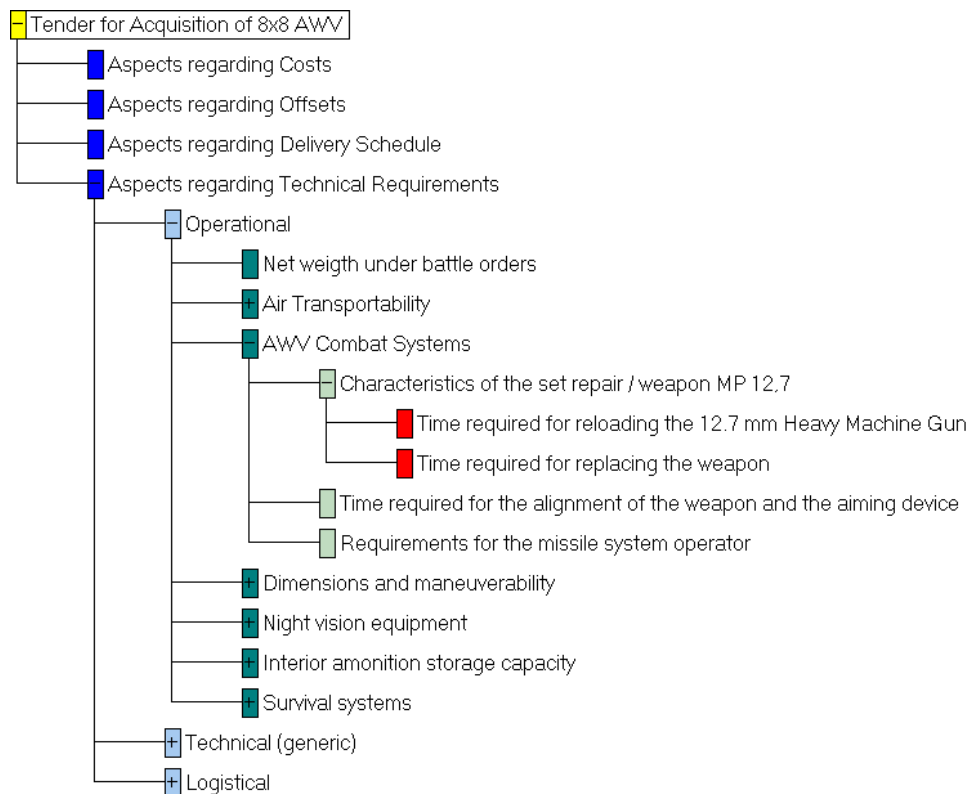 Tender for Acquisition of 8x8 AWV
Aspects regarding Costs
Aspects regarding Offsets
Aspects regarding Delivery Schedule
Aspects regarding Technical Requirements
Operational
Net weigth under battle orders
Air Transportability
AWV Combat Systems
Characteristics of the set repair / weapon MP 12,7
Time required for reloading the 12.7 mm Heavy Machine Gun
Time required for replacing the weapon
Time required for the alignment of the weapon and the aiming device
Requirements for the missile system operator
Dimensions and maneuverability
Night vision equipment
Interior amonition storage capacity
Survival systems
Technical (generic)
Logistical